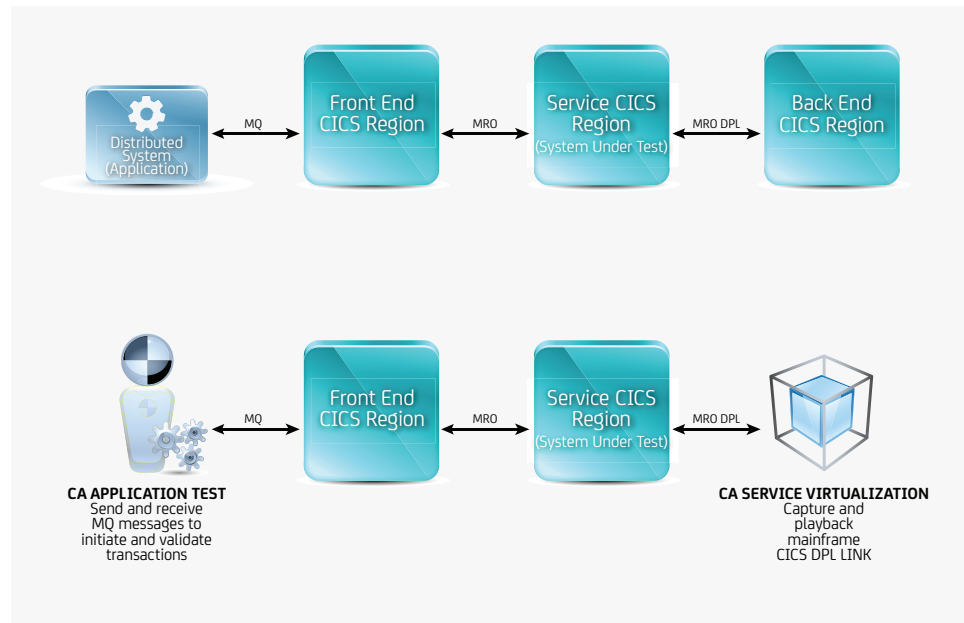 Distributed
System
(Application)
MQ
Front End
CICS Region
MRO
Service CICS
Region
(System Under Test)
MRO DPL
Back End
CICS Region
MQ
Front End
CICS Region
MRO
Service CICS
Region
(System Under Test)
MRO DPL
CA APPLICATION TEST
Send and receive
MQ messages to
initiate and validate
transactions
CA SERVICE VIRTUALIZATION
Capture and
playback
mainframe
CICS DPL LINK